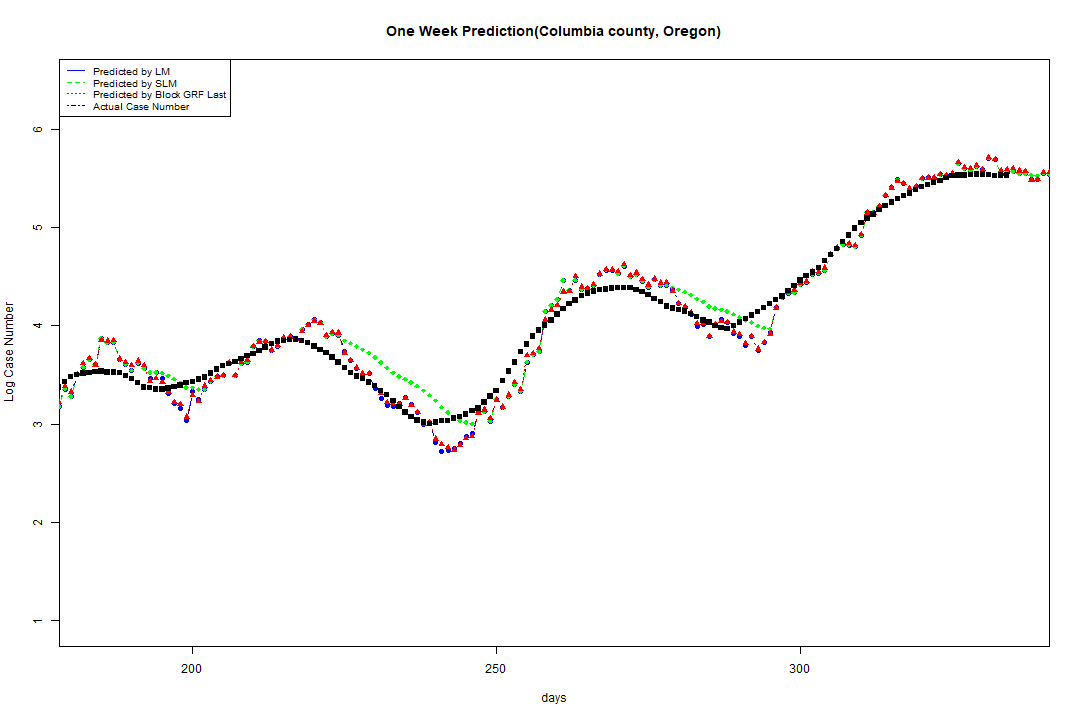 One Week Prediction(Columbia county, Oregon)
Predicted by LM
Predicted by SLM
Predicted by Block GRF Last
Actual Case Number
6
5
4
3
2
1
Log Case Number
200
250
300
days